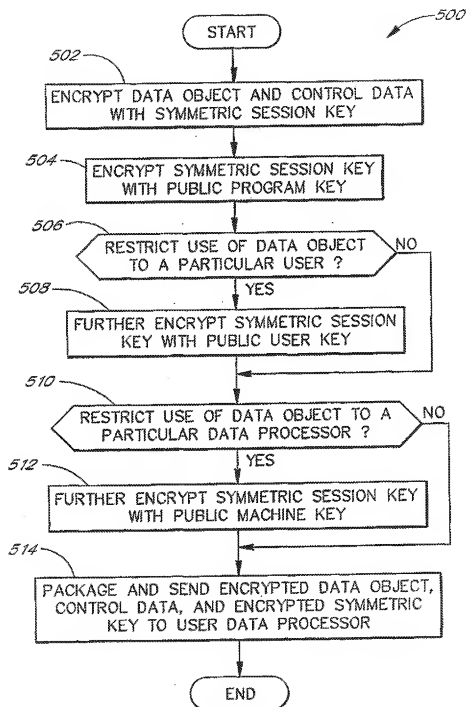 500
START
502
ENCRYPT DATA OBJECT AND CONTROL DATA
WITH SYMMETRIC SESSION KEY
504
ENCRYPT SYMMETRIC SESSION KEY
WITH PUBLIC PROGRAM KEY
506
RESTRICT USE OF DATA OBJECT
TO A PARTICULAR USER ?
NO
YES
508
FURTHER ENCRYPT SYMMETRIC SESSION
KEY WITH PUBLIC USER KEY
510
RESTRICT USE OF DATA OBJECT TO A
PARTICULAR DATA PROCESSOR ?
NO
YES
512
FURTHER ENCRYPT SYMMETRIC SESSION KEY
WITH PUBLIC MACHINE KEY
514
PACKAGE AND SEND ENCRYPTED DATA OBJECT,
CONTROL DATA, AND ENCRYPTED SYMMETRIC
KEY TO USER DATA PROCESSOR
END